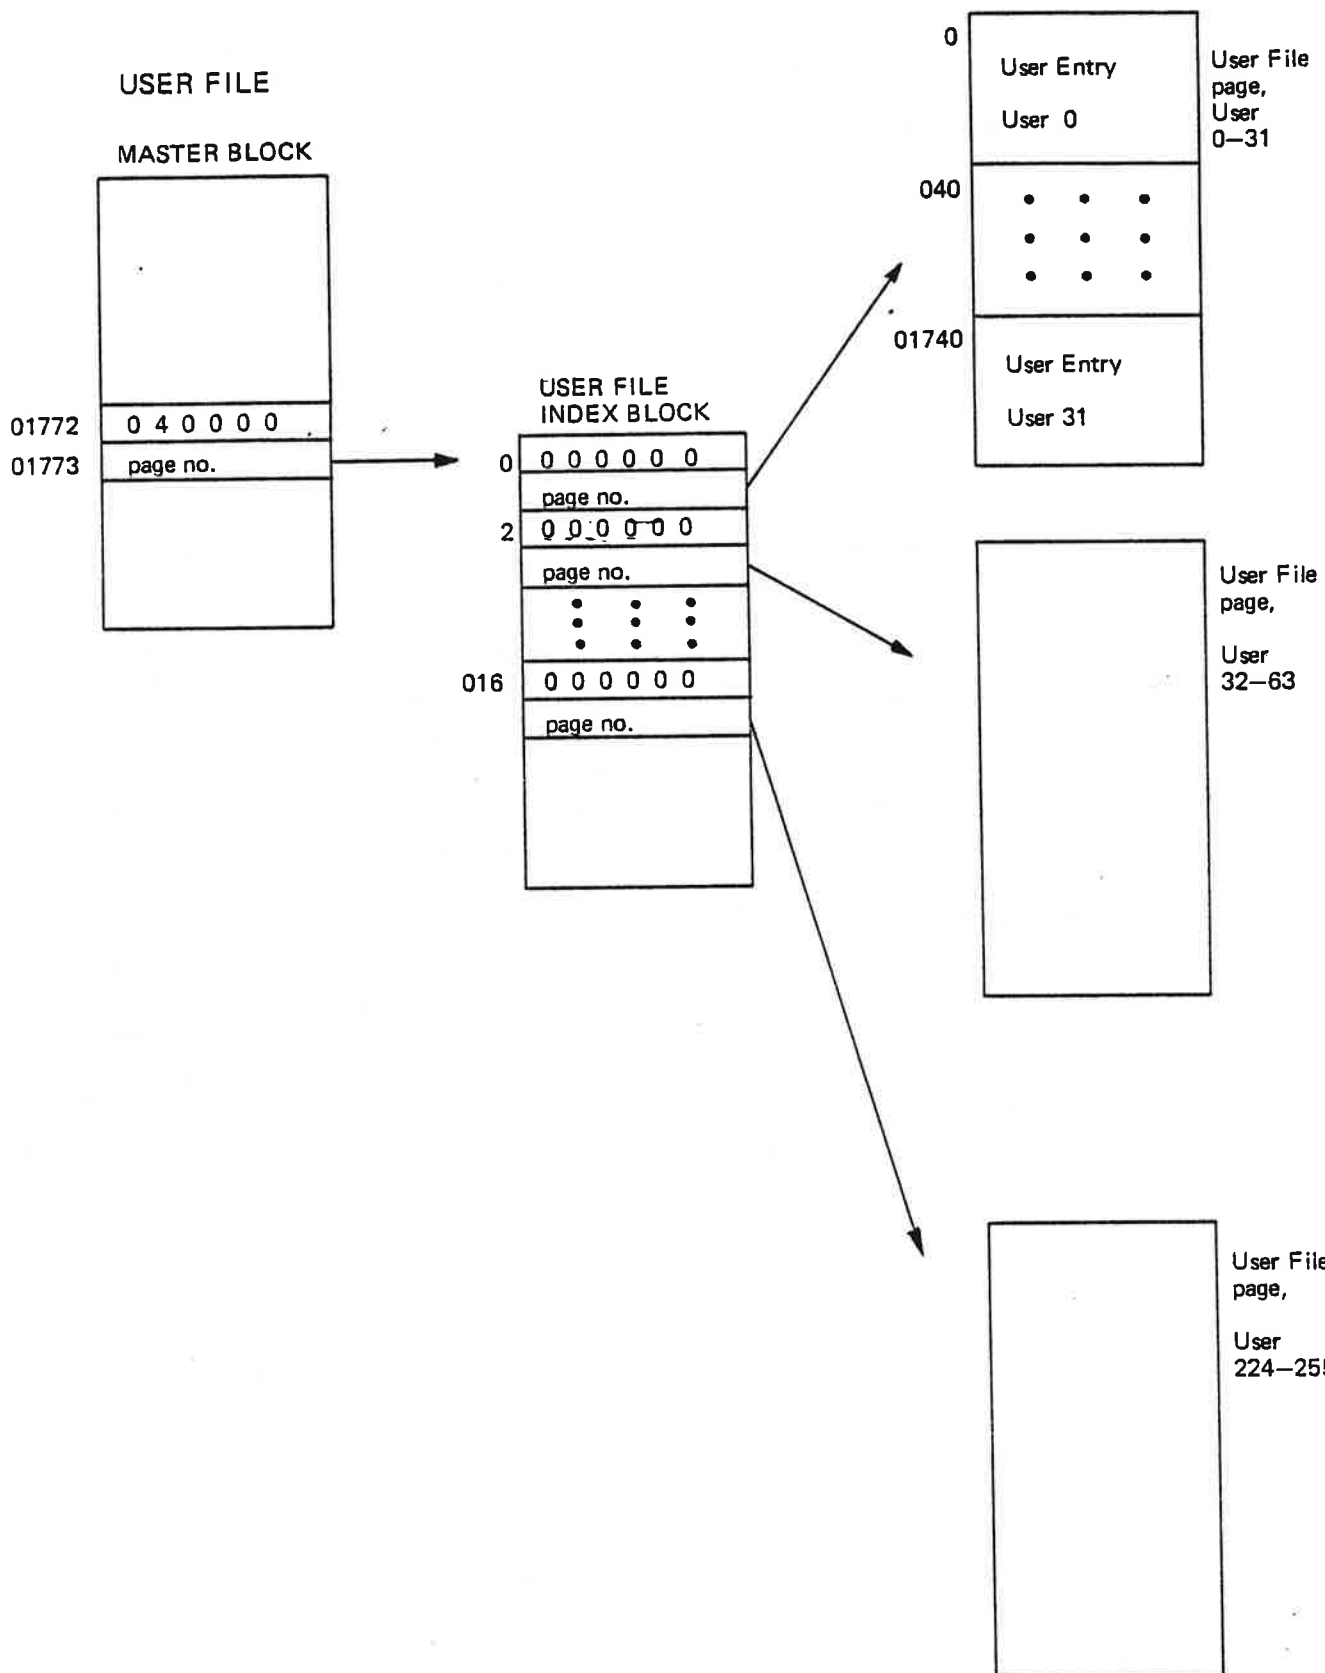 USER FILE
MASTER BLOCK
01772
0 4 0 0 0 0
01773
page no.
USER FILE
INDEX BLOCK
0
0 0 0 0 0 0
page no.
2
0 0 0 0 0 0
page no.
016
0 0 0 0 0 0
page no.
0
User Entry
User 0
040
01740
User Entry
User 31
User File
page,
User
0–31
User File
page,
User
32–63
User File
page,
User
224–255